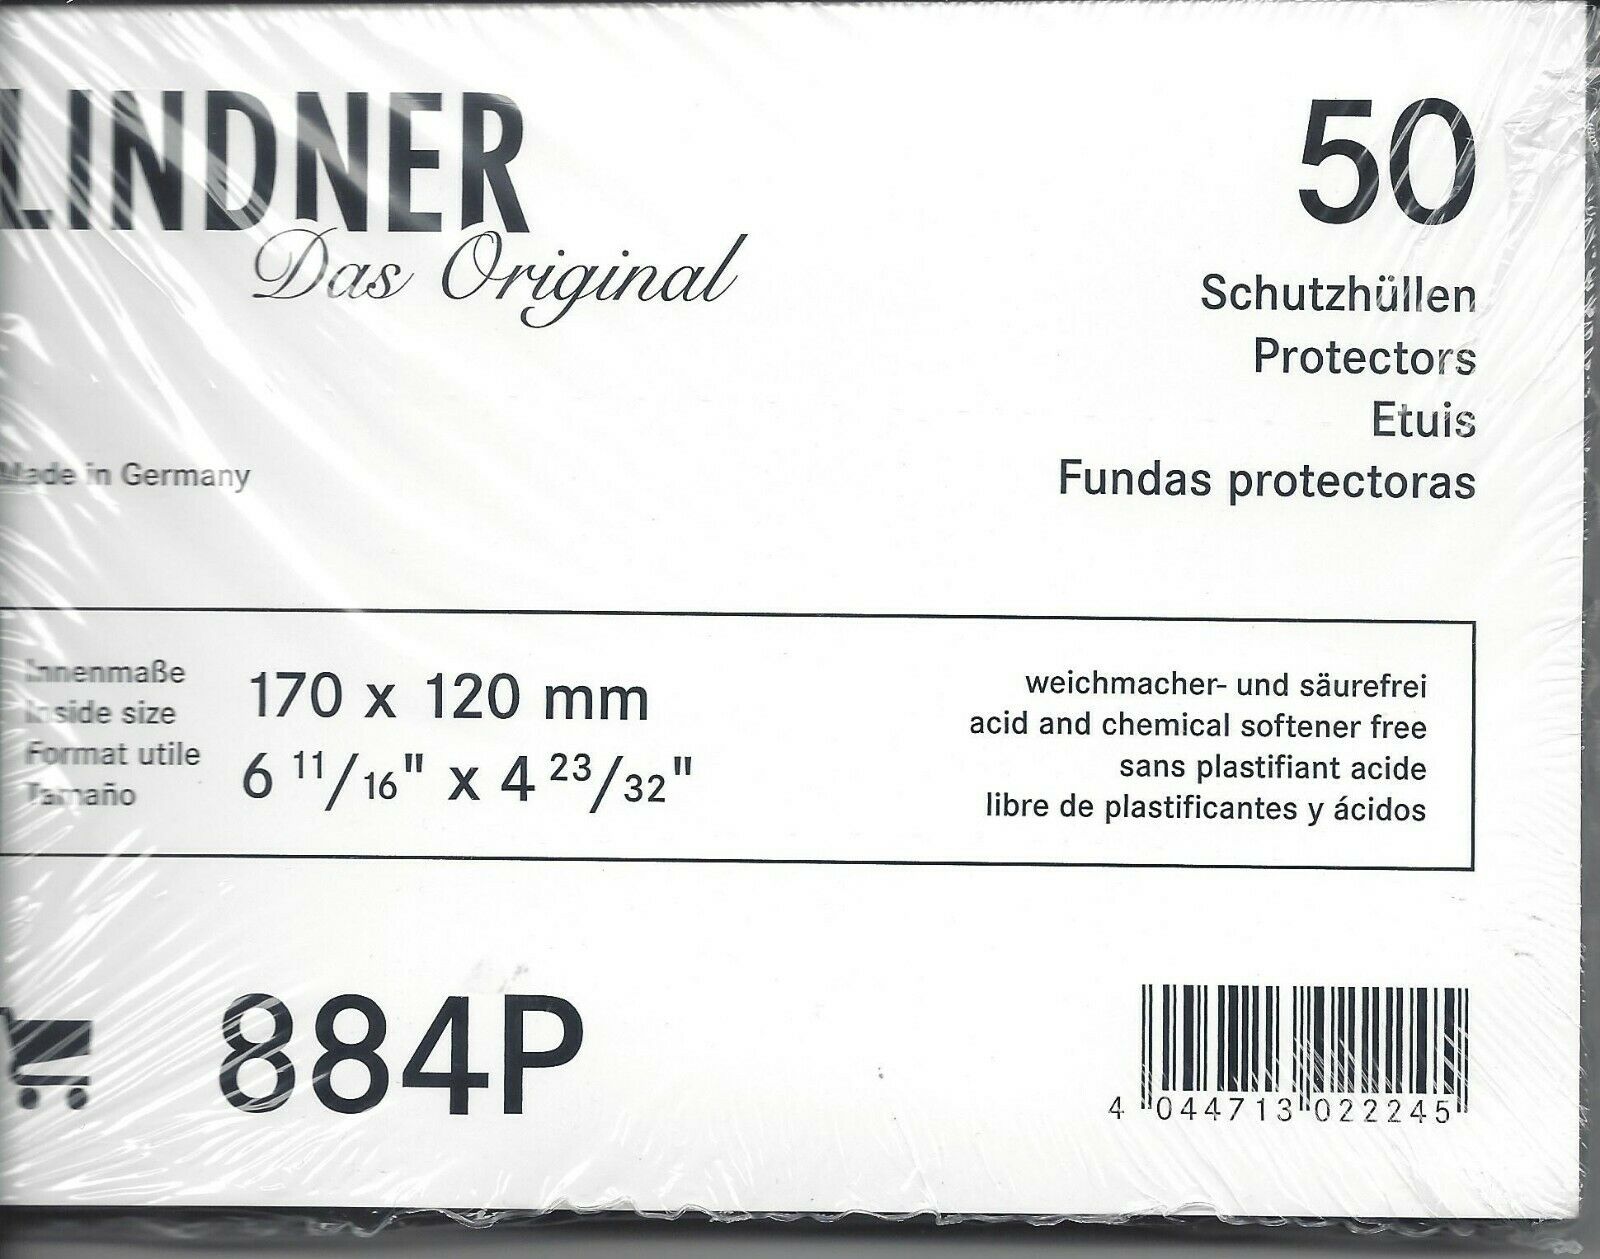 LINDNER
Das Original
50
Schutzhüllen
Protectors
Etuis
Fundas protectoras
Made in Germany
Innenmaße
Inside size
Format utile
Tamaño
170 x 120 mm
6 11/16" x 4 23/32"
weichmacher- und säurefrei
acid and chemical softener free
sans plastifiant acide
libre de plastificantes y ácidos
884P
4 044713 022245